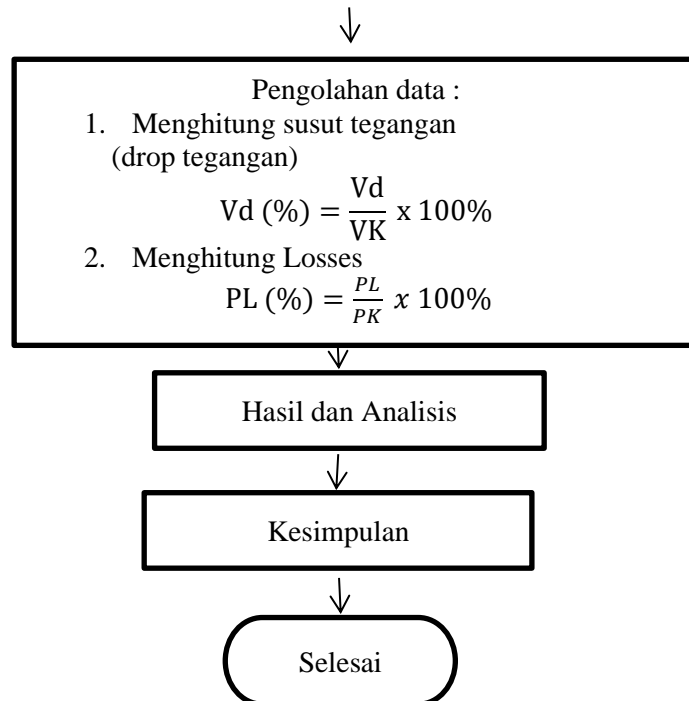 Pengolahan data :
1. Menghitung susut tegangan
(drop tegangan)
Vd (%) = Vd/VK x 100%
2. Menghitung Losses
PL (%) = PL/PK x 100%
Hasil dan Analisis
Kesimpulan
Selesai